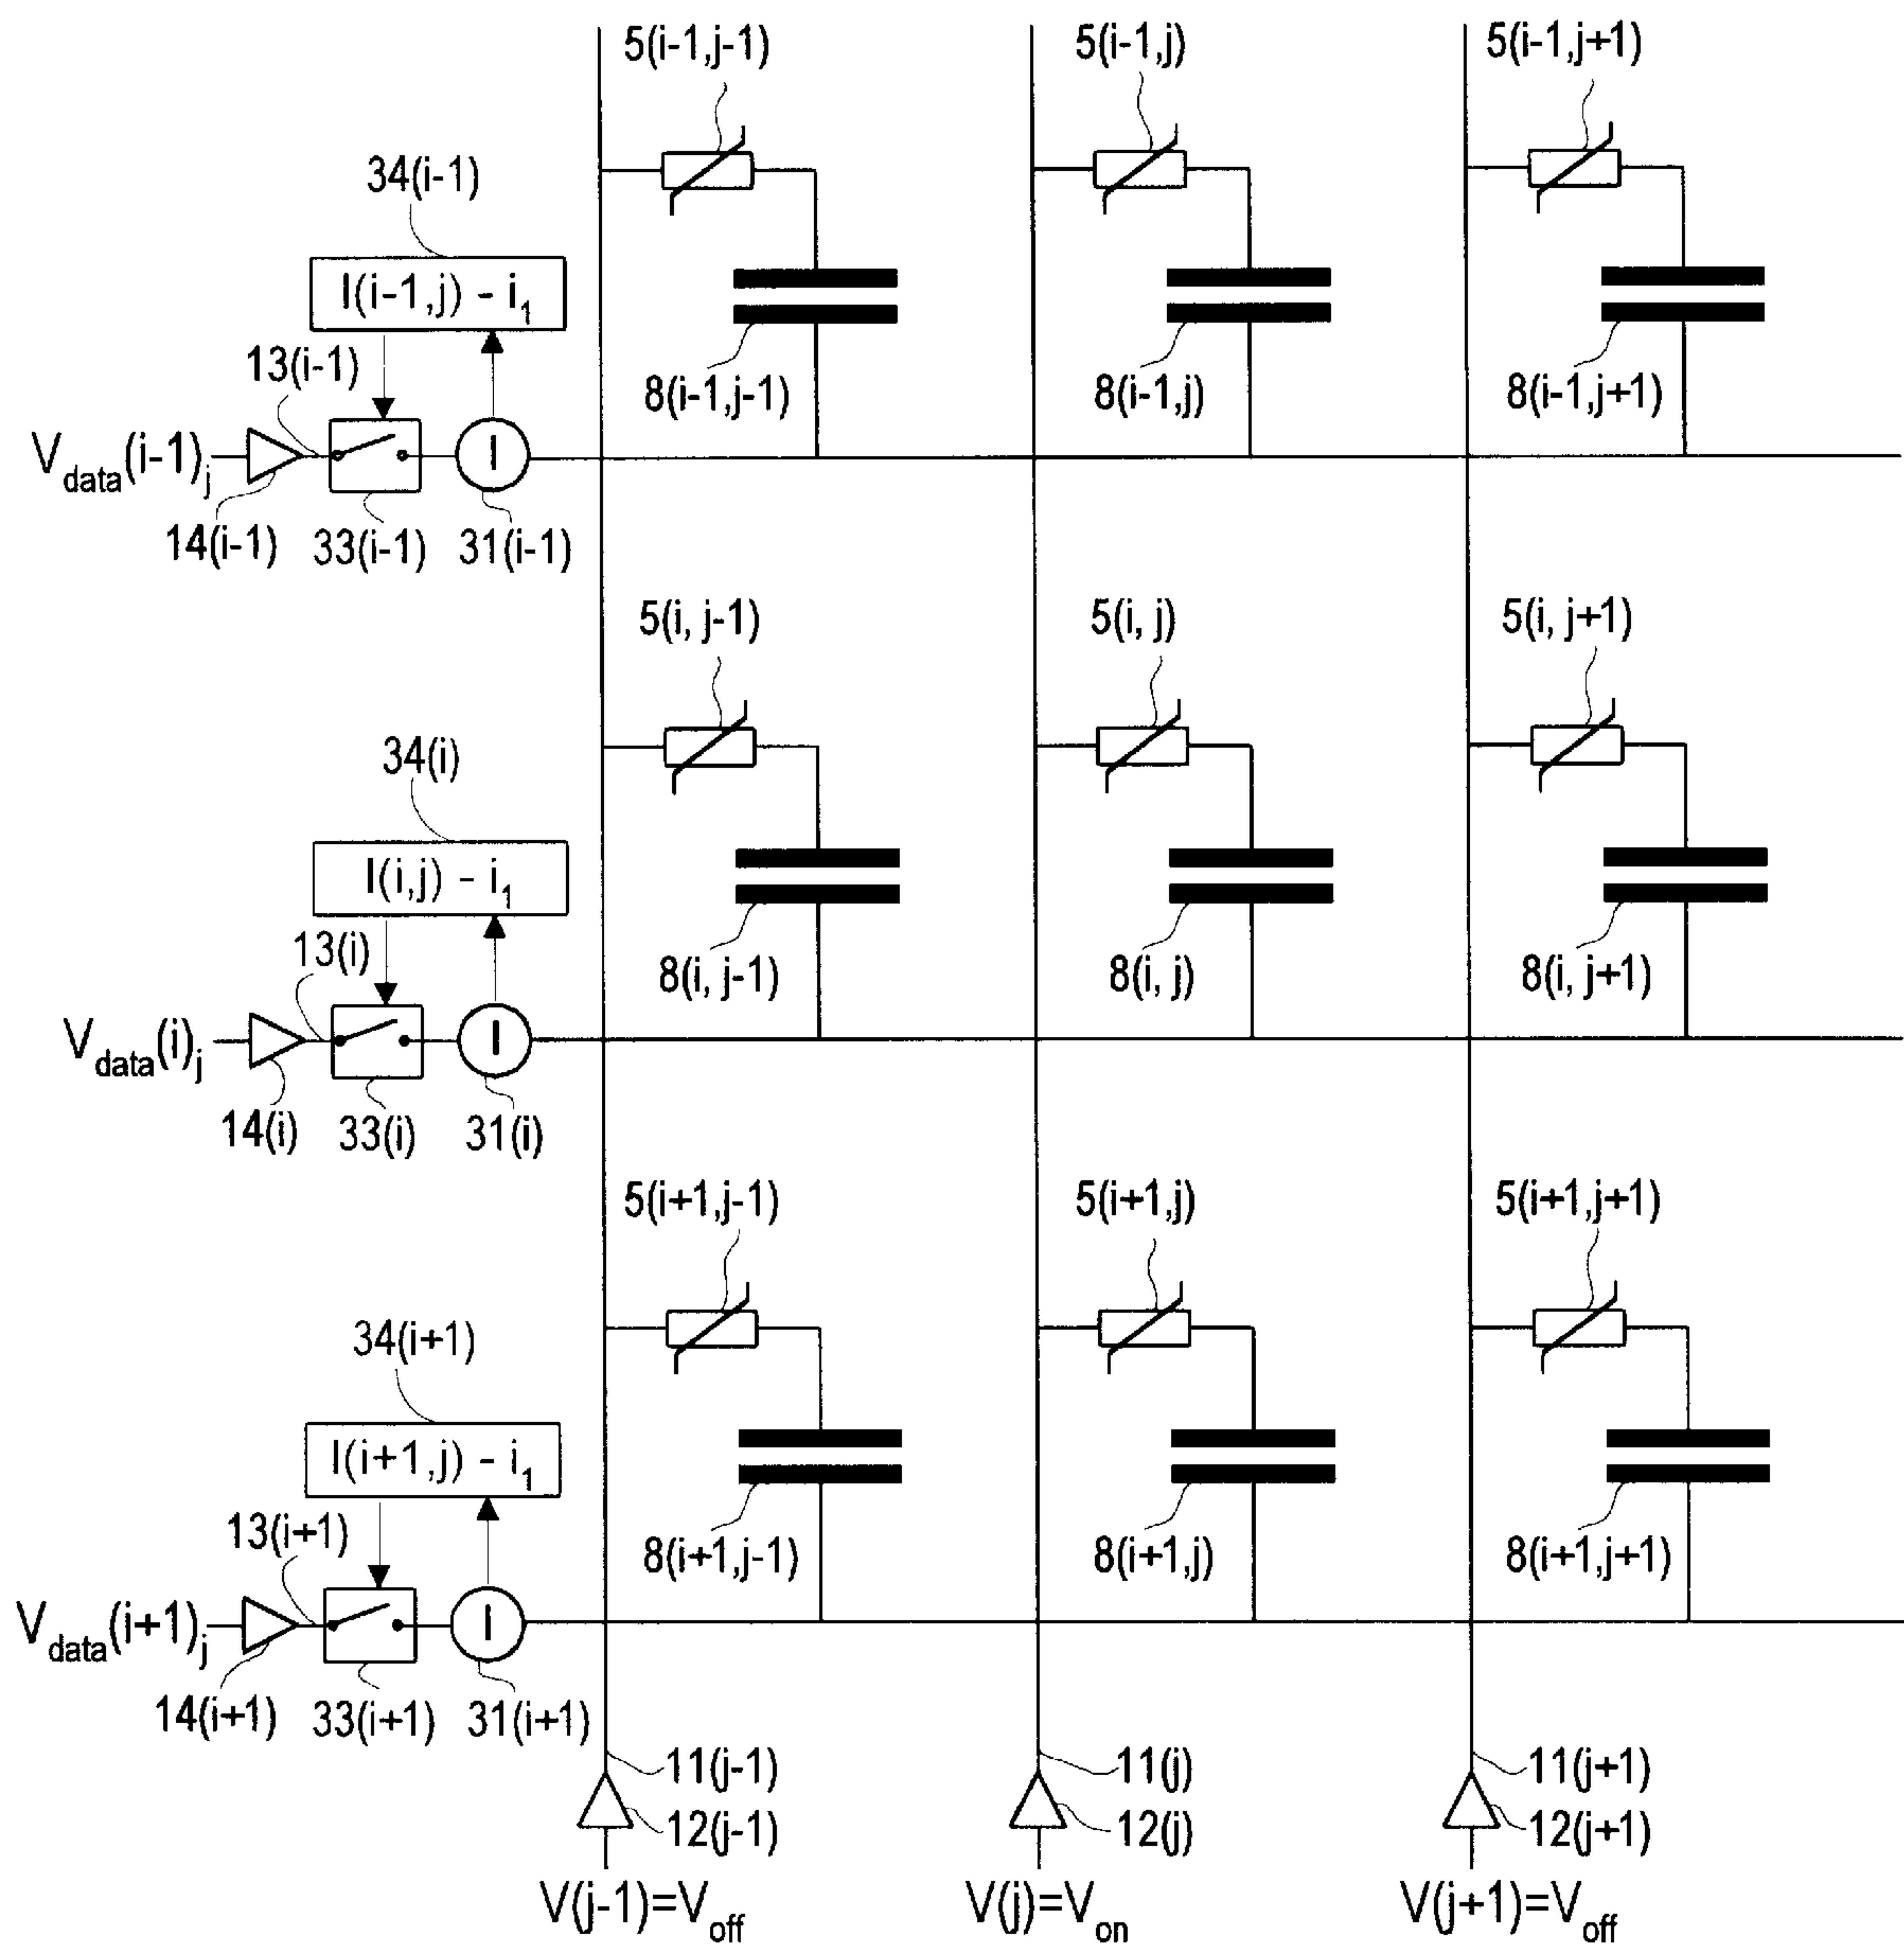 5(i-1,j-1) 5(i-1,j) 5(i-1,j+1)
34(i-1)
I(i-1,j) - i1
13(i-1)
8(i-1,j-1) 8(i-1,j) 8(i-1,j+1)
Vdata(i-1)j
I
14(i-1) 33(i-1) 31(i-1)
5(i, j-1) 5(i, j) 5(i, j+1)
34(i)
I(i,j) - i1
13(i)
8(i, j-1) 8(i, j) 8(i, j+1)
Vdata(i)j
I
14(i) 33(i) 31(i)
5(i+1,j-1) 5(i+1,j) 5(i+1,j+1)
34(i+1)
I(i+1,j) - i1
13(i+1)
8(i+1,j-1) 8(i+1,j) 8(i+1,j+1)
Vdata(i+1)j
I
14(i+1) 33(i+1) 31(i+1)
11(j-1) 11(j) 11(j+1)
12(j-1) 12(j) 12(j+1)
V(j-1)=Voff V(j)=Von V(j+1)=Voff